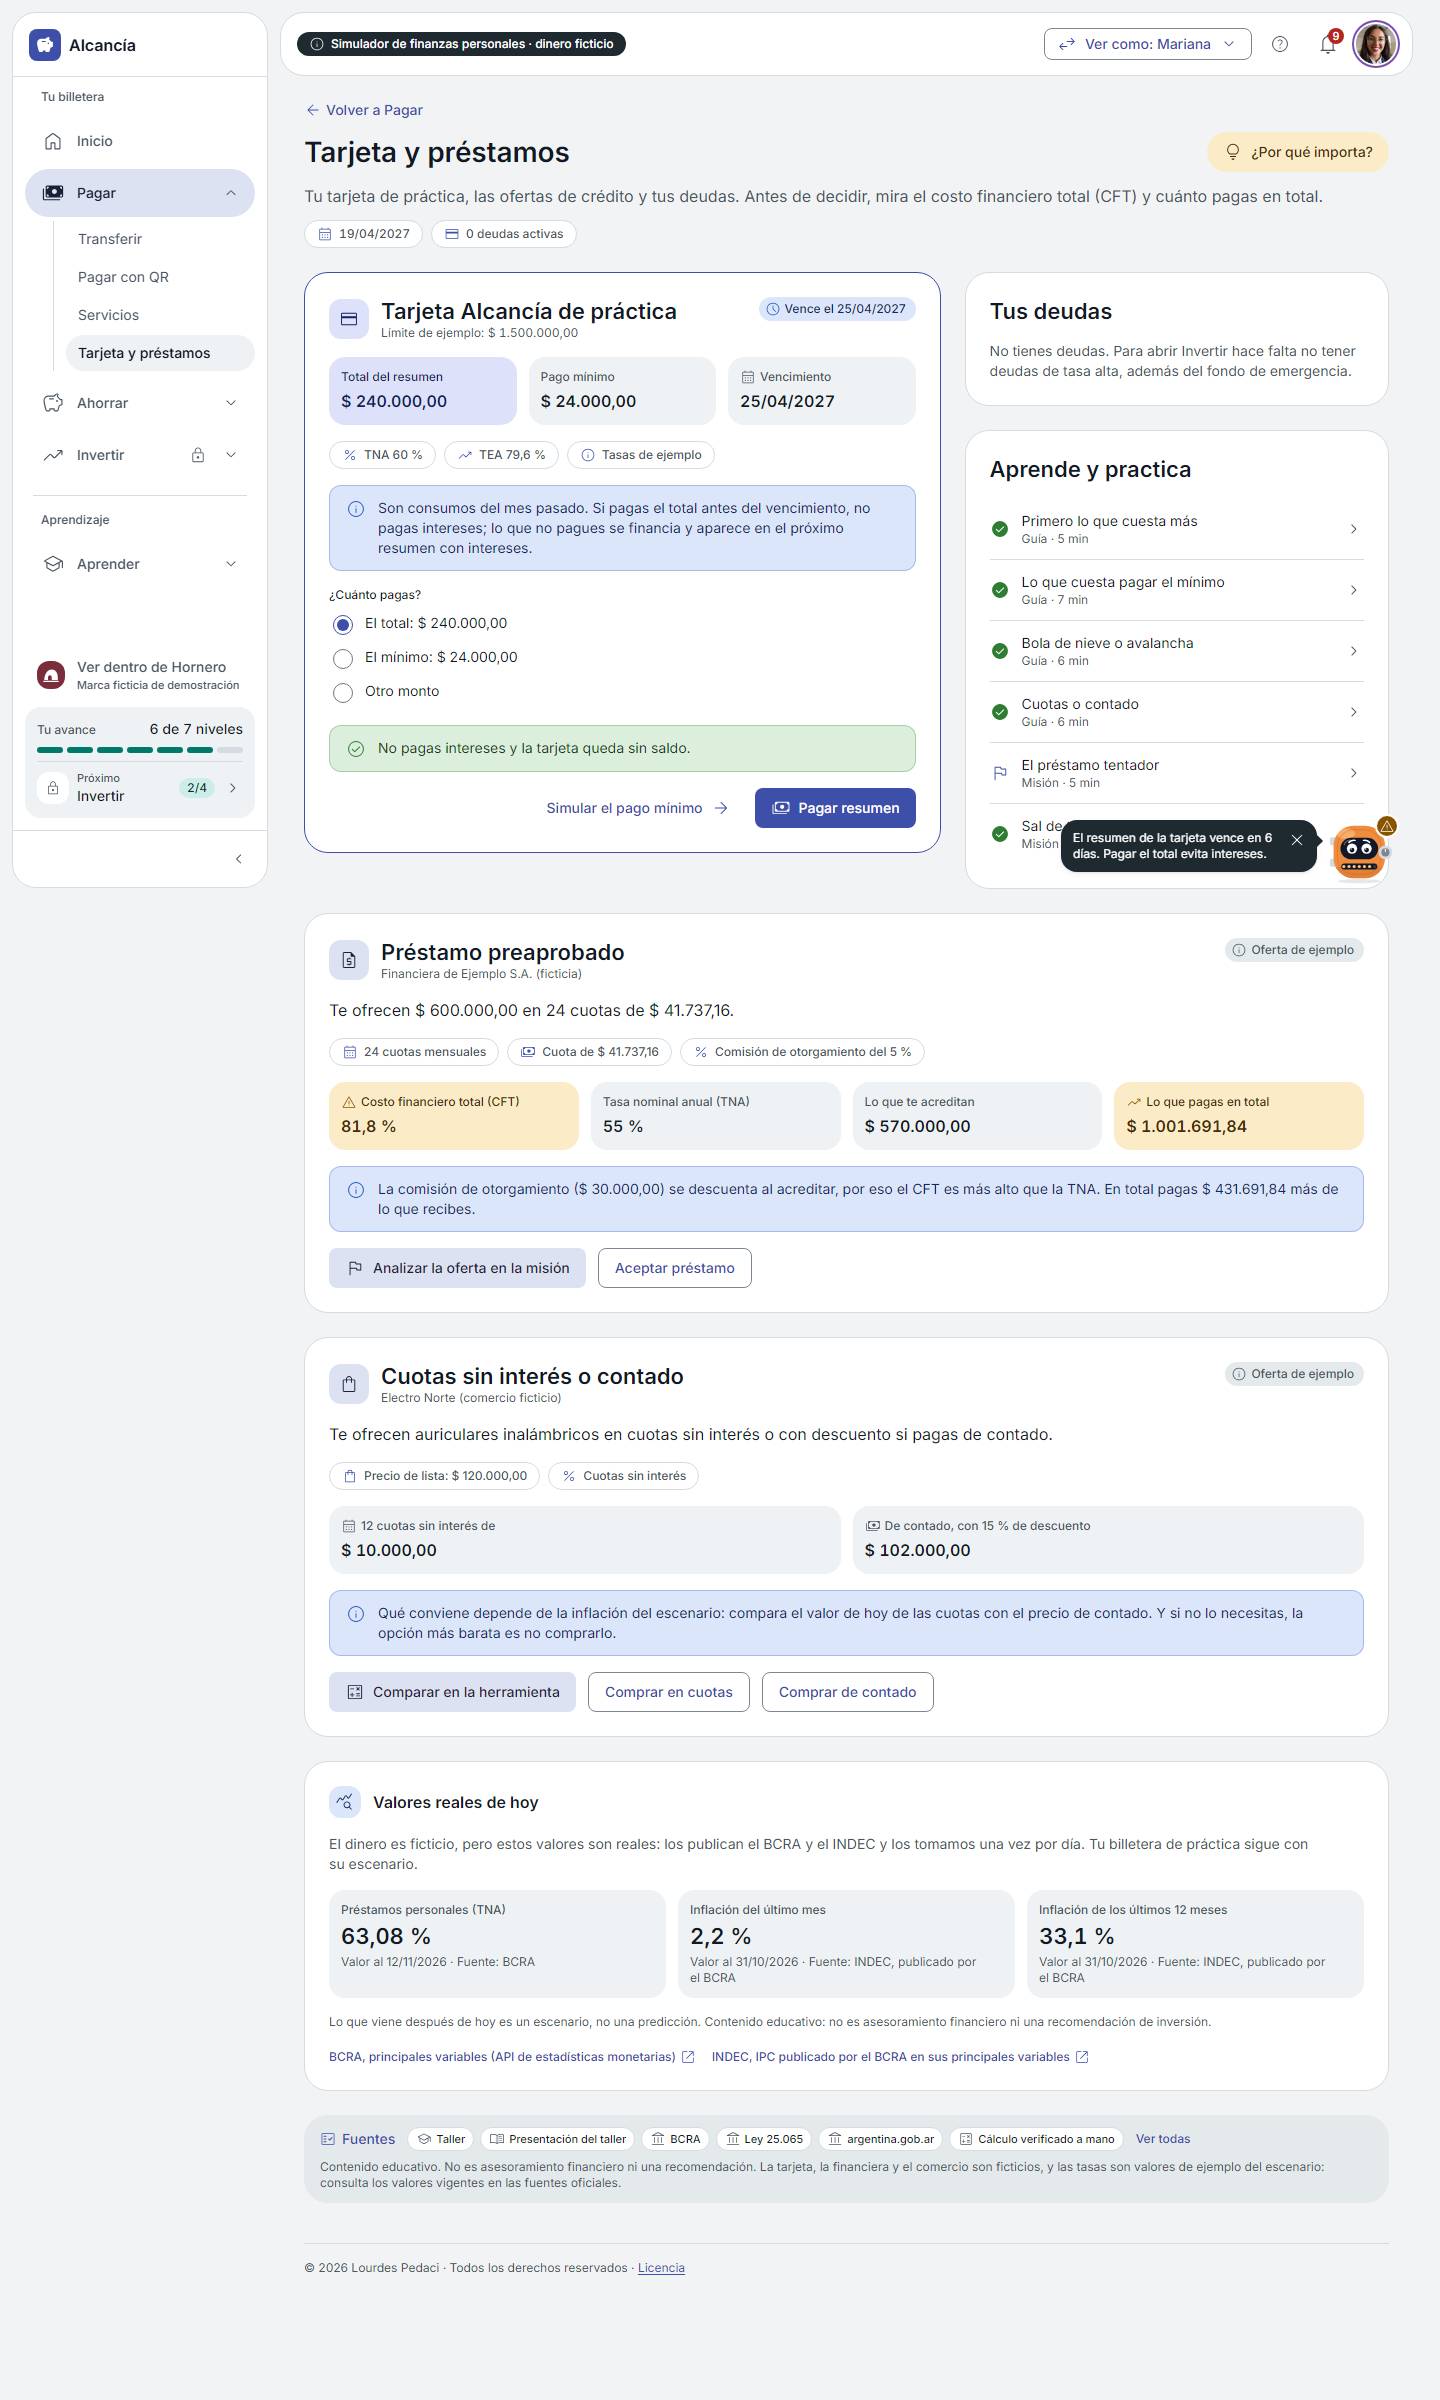 Alcancía
Simulador de finanzas personales · dinero ficticio
Ver como: Mariana
9
Tu billetera
Inicio
Pagar
Transferir
Pagar con QR
Servicios
Tarjeta y préstamos
Ahorrar
Invertir
Aprendizaje
Aprender
Ver dentro de Hornero
Marca ficticia de demostración
Tu avance
6 de 7 niveles
Próximo
Invertir
2/4
Volver a Pagar
Tarjeta y préstamos
¿Por qué importa?
Tu tarjeta de práctica, las ofertas de crédito y tus deudas. Antes de decidir, mira el costo financiero total (CFT) y cuánto pagas en total.
19/04/2027
0 deudas activas
Tarjeta Alcancía de práctica
Límite de ejemplo: $ 1.500.000,00
Vence el 25/04/2027
Total del resumen
$ 240.000,00
Pago mínimo
$ 24.000,00
Vencimiento
25/04/2027
TNA 60 %
TEA 79,6 %
Tasas de ejemplo
Son consumos del mes pasado. Si pagas el total antes del vencimiento, no
pagas intereses; lo que no pagues se financia y aparece en el próximo
resumen con intereses.
¿Cuánto pagas?
El total: $ 240.000,00
El mínimo: $ 24.000,00
Otro monto
No pagas intereses y la tarjeta queda sin saldo.
Simular el pago mínimo
Pagar resumen
Tus deudas
No tienes deudas. Para abrir Invertir hace falta no tener
deudas de tasa alta, además del fondo de emergencia.
Aprende y practica
Primero lo que cuesta más
Guía · 5 min
Lo que cuesta pagar el mínimo
Guía · 7 min
Bola de nieve o avalancha
Guía · 6 min
Cuotas o contado
Guía · 6 min
El préstamo tentador
Misión · 5 min
Sal de
Misión
El resumen de la tarjeta vence en 6
días. Pagar el total evita intereses.
Préstamo preaprobado
Financiera de Ejemplo S.A. (ficticia)
Oferta de ejemplo
Te ofrecen $ 600.000,00 en 24 cuotas de $ 41.737,16.
24 cuotas mensuales
Cuota de $ 41.737,16
Comisión de otorgamiento del 5 %
Costo financiero total (CFT)
81,8 %
Tasa nominal anual (TNA)
55 %
Lo que te acreditan
$ 570.000,00
Lo que pagas en total
$ 1.001.691,84
La comisión de otorgamiento ($ 30.000,00) se descuenta al acreditar, por eso el CFT es más alto que la TNA. En total pagas $ 431.691,84 más de
lo que recibes.
Analizar la oferta en la misión
Aceptar préstamo
Cuotas sin interés o contado
Electro Norte (comercio ficticio)
Oferta de ejemplo
Te ofrecen auriculares inalámbricos en cuotas sin interés o con descuento si pagas de contado.
Precio de lista: $ 120.000,00
Cuotas sin interés
12 cuotas sin interés de
$ 10.000,00
De contado, con 15 % de descuento
$ 102.000,00
Qué conviene depende de la inflación del escenario: compara el valor de hoy de las cuotas con el precio de contado. Y si no lo necesitas, la
opción más barata es no comprarlo.
Comparar en la herramienta
Comprar en cuotas
Comprar de contado
Valores reales de hoy
El dinero es ficticio, pero estos valores son reales: los publican el BCRA y el INDEC y los tomamos una vez por día. Tu billetera de práctica sigue con
su escenario.
Préstamos personales (TNA)
63,08 %
Valor al 12/11/2026 · Fuente: BCRA
Inflación del último mes
2,2 %
Valor al 31/10/2026 · Fuente: INDEC, publicado por
el BCRA
Inflación de los últimos 12 meses
33,1 %
Valor al 31/10/2026 · Fuente: INDEC, publicado por
el BCRA
Lo que viene después de hoy es un escenario, no una predicción. Contenido educativo: no es asesoramiento financiero ni una recomendación de inversión.
BCRA, principales variables (API de estadísticas monetarias)
INDEC, IPC publicado por el BCRA en sus principales variables
Fuentes
Taller
Presentación del taller
BCRA
Ley 25.065
argentina.gob.ar
Cálculo verificado a mano
Ver todas
Contenido educativo. No es asesoramiento financiero ni una recomendación. La tarjeta, la financiera y el comercio son ficticios, y las tasas son valores de ejemplo del escenario:
consulta los valores vigentes en las fuentes oficiales.
© 2026 Lourdes Pedaci · Todos los derechos reservados · Licencia